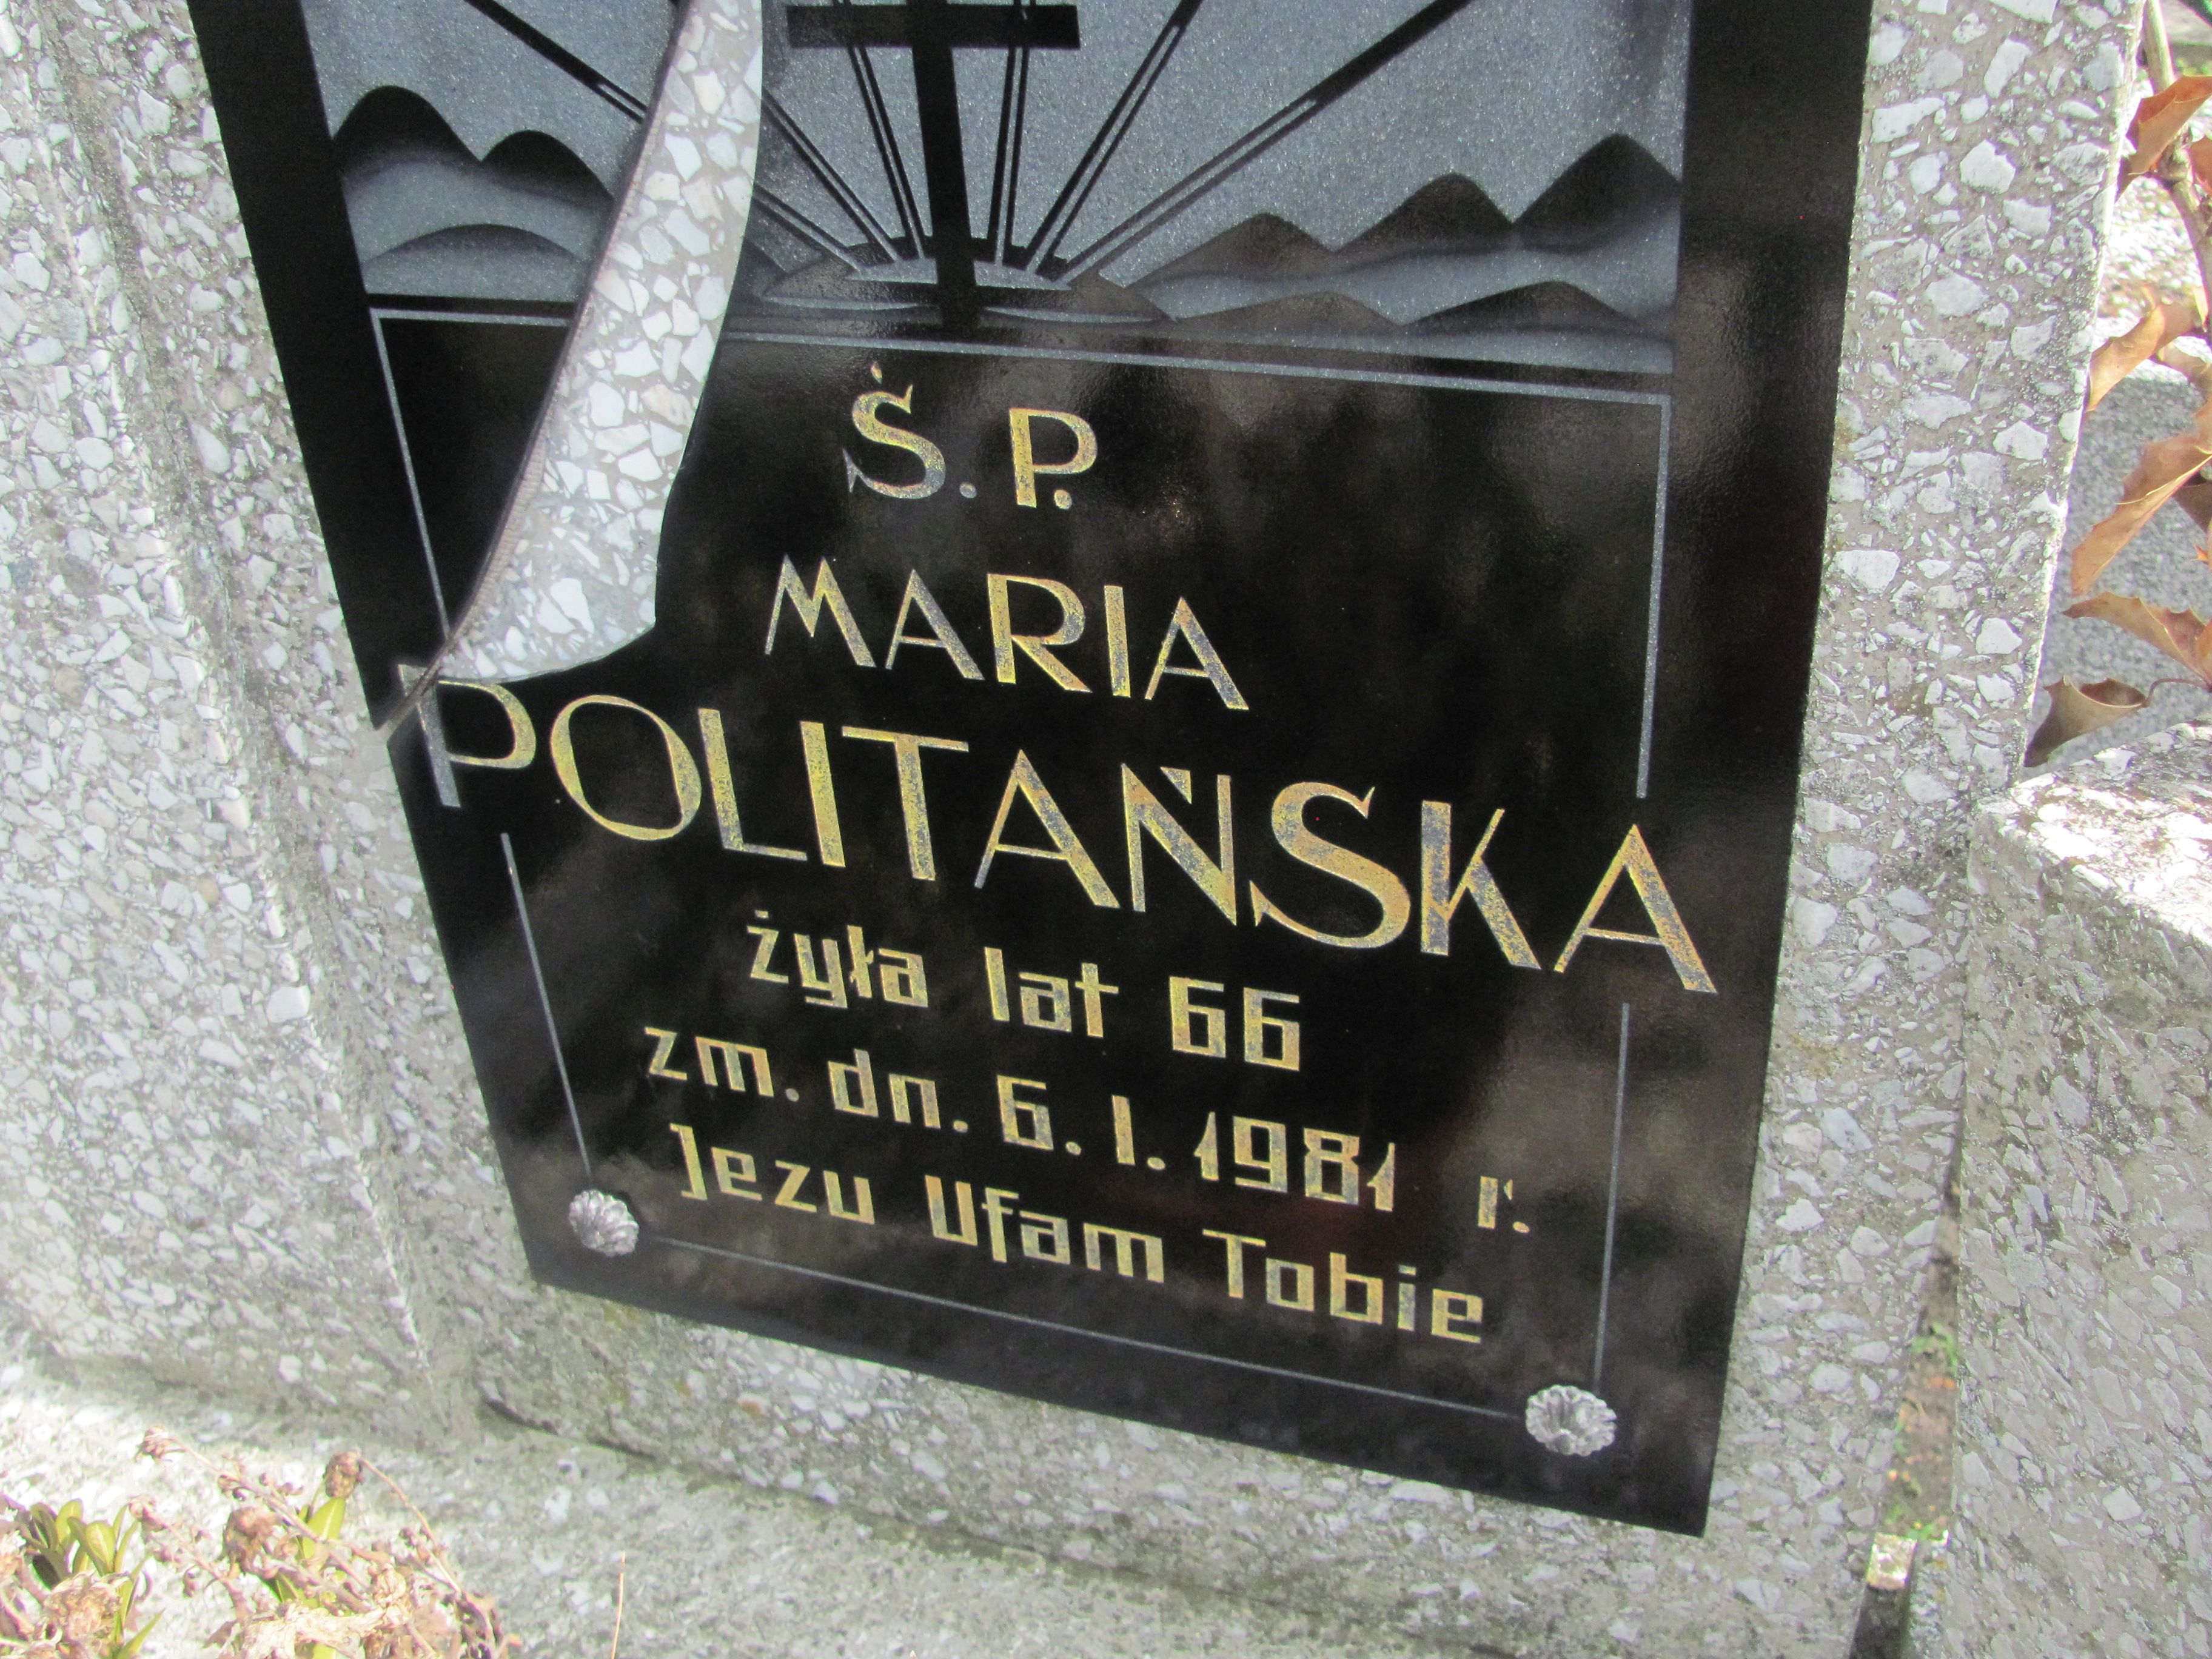 Ś.P.
MARIA
POLITAŃSKA
żyła lat 66
zm. dn. 6. I. 1981 r.
Jezu Ufam Tobie